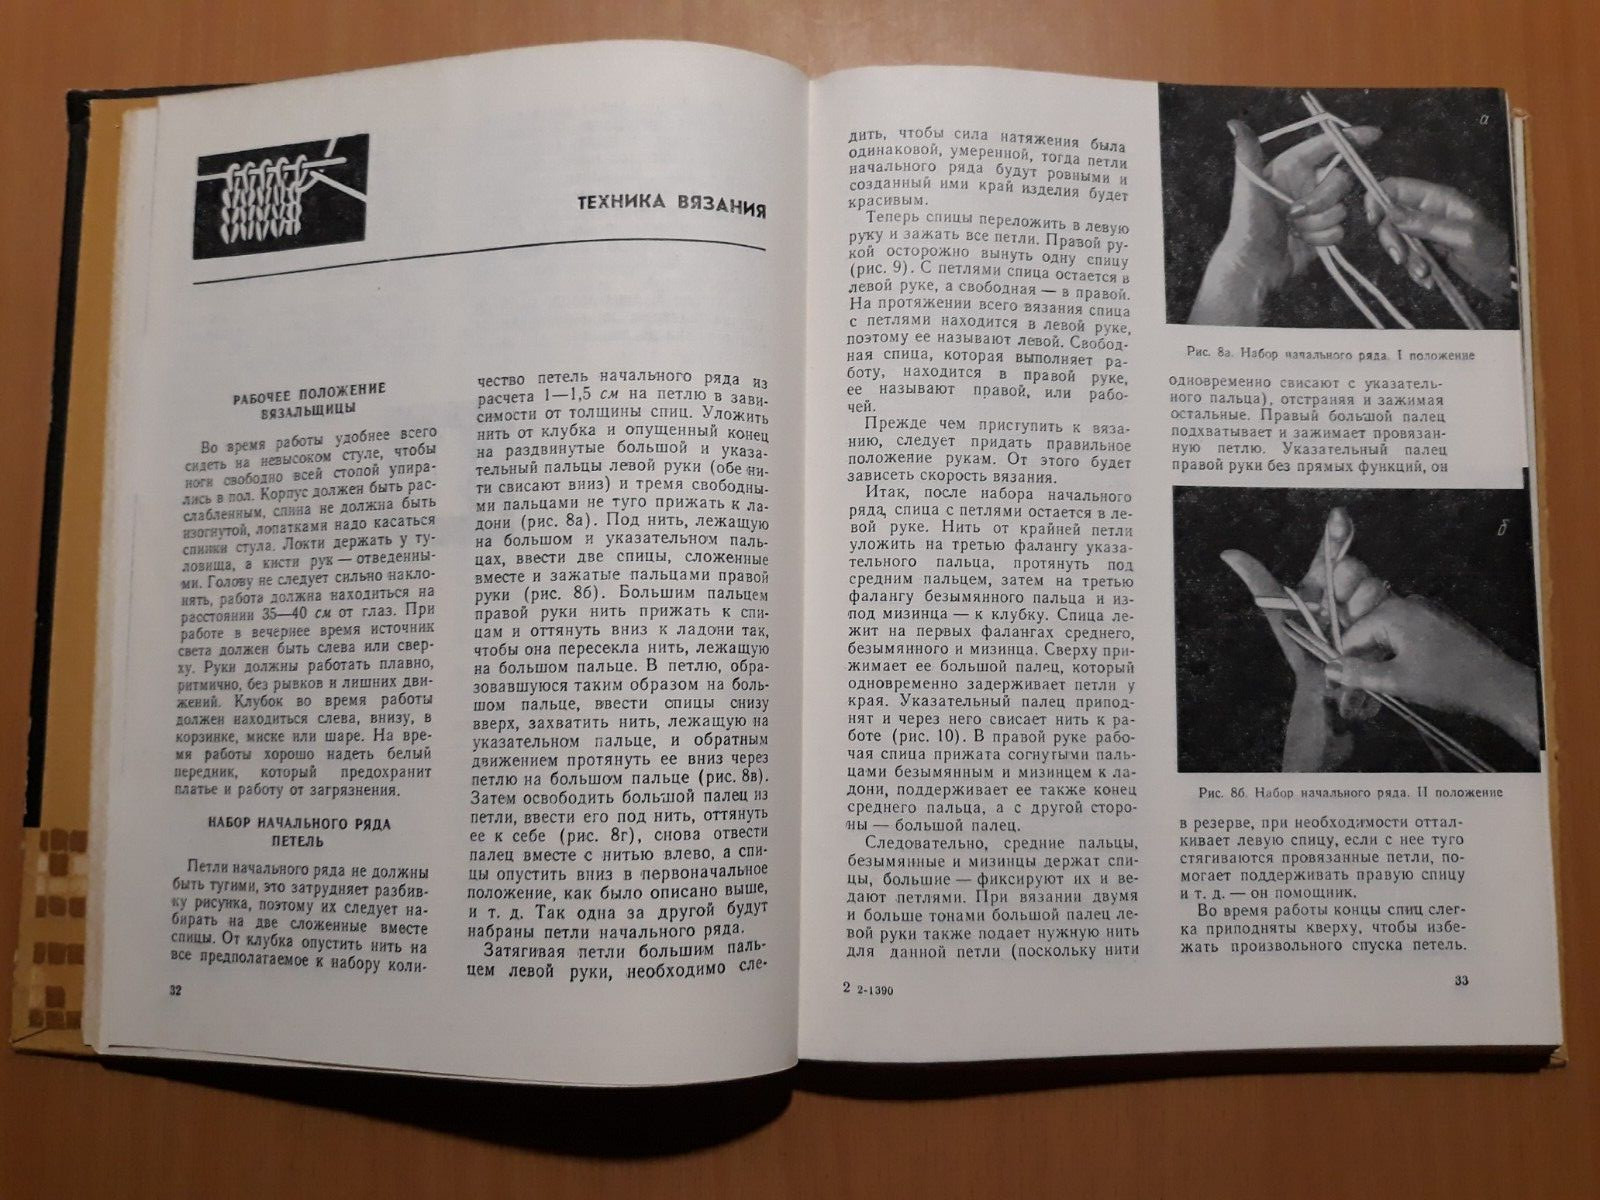 ТЕХНИКА ВЯЗАНИЯ
РАБОЧЕЕ ПОЛОЖЕНИЕ
ВЯЗАЛЬЩИЦЫ
Во время работы удобнее всего
сидеть на невысоком стуле, чтобы
ноги свободно всей стопой упира-
лись в пол. Корпус должен быть рас-
слабленным, спина не должна быть
изогнутой, лопатками надо касаться
спинки стула. Локти держать у ту-
ловища, а кисти рук — отведенны-
ми. Голову не следует сильно накло-
нять, работа должна находиться на
расстоянии 35—40 см от глаз. При
работе в вечернее время источник
света должен быть слева или свер-
ху. Руки должны работать плавно,
ритмично, без рывков и лишних дви-
жений. Клубок во время работы
должен находиться слева, внизу, в
корзинке, миске или шаре. На вре-
мя работы хорошо надеть белый
передник, который предохранит
платье и работу от загрязнения.
НАБОР НАЧАЛЬНОГО РЯДА
ПЕТЕЛЬ
Петли начального ряда не должны
быть тугими, это затрудняет разбив-
ку рисунка, поэтому их следует на-
бирать на две сложенные вместе
спицы. От клубка опустить нить на
все предполагаемое к набору коли-
32
чество петель начального ряда из
расчета 1—1,5 см на петлю в зави-
симости от толщины спиц. Уложить
нить от клубка и опущенный конец
на раздвинутые большой и указа-
тельный пальцы левой руки (обе ни-
ти свисают вниз) и тремя свободны-
ми пальцами не туго прижать к ла-
дони (рис. 8а). Под нить, лежащую
на большом и указательном паль-
цах, ввести две спицы, сложенные
вместе и зажатые пальцами правой
руки (рис. 8б). Большим пальцем
правой руки нить прижать к спи-
цам и оттянуть вниз к ладони так,
чтобы она пересекла нить, лежащую
на большом пальце. В петлю, обра-
зовавшуюся таким образом на боль-
шом пальце, ввести спицы снизу
вверх, захватить нить, лежащую на
указательном пальце, и обратным
движением протянуть ее вниз через
петлю на большом пальце (рис. 8в).
Затем освободить большой палец из
петли, ввести его под нить, оттянуть
ее к себе (рис. 8г), снова отвести
палец вместе с нитью влево, а спи-
цы опустить вниз в первоначальное
положение, как было описано выше,
и т. д. Так одна за другой будут
набраны петли начального ряда.
Затягивая петли большим паль-
цем левой руки, необходимо сле-
дить, чтобы сила натяжения была
одинаковой, умеренной, тогда петли
начального ряда будут ровными и
созданный ими край изделия будет
красивым.
Теперь спицы переложить в левую
руку и зажать все петли. Правой ру-
кой осторожно вынуть одну спицу
(рис. 9). С петлями спица остается в
левой руке, а свободная — в правой.
На протяжении всего вязания спица
с петлями находится в левой руке,
поэтому ее называют левой. Свобод-
ная спица, которая выполняет ра-
боту, находится в правой руке,
ее называют правой, или рабо-
чей.
Прежде чем приступить к вяза-
нию, следует придать правильное
положение рукам. От этого будет
зависеть скорость вязания.
Итак, после набора начального
ряда, спица с петлями остается в ле-
вой руке. Нить от крайней петли
уложить на третью фалангу указа-
тельного пальца, протянуть под
средним пальцем, затем на третью
фалангу безымянного пальца и из-
под мизинца — к клубку. Спица ле-
жит на первых фалангах среднего,
безымянного и мизинца. Сверху при-
жимает ее большой палец, который
одновременно задерживает петли у
края. Указательный палец припод-
нят и через него свисает нить к ра-
боте (рис. 10). В правой руке рабо-
чая спица прижата согнутыми паль-
цами безымянным и мизинцем к ла-
дони, поддерживает ее также конец
среднего пальца, а с другой сторо-
ны — большой палец.
Следовательно, средние пальцы,
безымянные и мизинцы держат спи-
цы, большие — фиксируют их и ве-
дают петлями. При вязании двумя
и больше тонами большой палец ле-
вой руки также подает нужную нить
для данной петли (поскольку нити
2 2-1390
а
Рис. 8а. Набор начального ряда. I положение
одновременно свисают с указатель-
ного пальца), отстраняя и зажимая
остальные. Правый большой палец
подхватывает и зажимает провязан-
ную петлю. Указательный палец
правой руки без прямых функций, он
б
Рис. 8б. Набор начального ряда. II положение
в резерве, при необходимости оттал-
кивает левую спицу, если с нее туго
стягиваются провязанные петли, по-
могает поддерживать правую спицу
и т. д. — он помощник.
Во время работы концы спиц слег-
ка приподняты кверху, чтобы избе-
жать произвольного спуска петель.
33